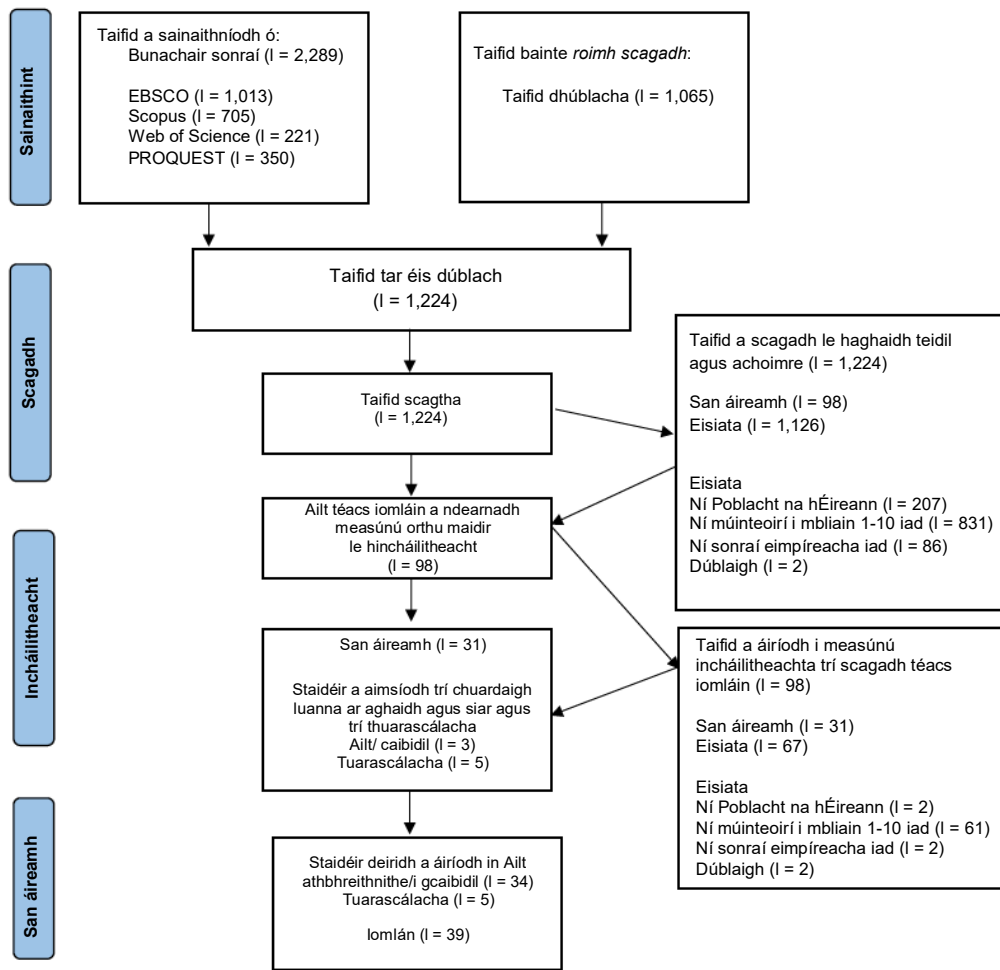 Sainaithint
Taifid a sainaithníodh ó:
Bunachair sonraí (l = 2,289)
EBSCO (l = 1,013)
Scopus (l = 705)
Web of Science (l = 221)
PROQUEST (l = 350)
Taifid bainte roimh scagadh:
Taifid dhúblacha (l = 1,065)
Scagadh
Taifid tar éis dúblach
(l = 1,224)
Taifid scagtha
(l = 1,224)
Taifid a scagadh le haghaidh teidil
agus achoimre (l = 1,224)
San áireamh (l = 98)
Eisiata (l = 1,126)
Eisiata
Ní Poblacht na hÉireann (l = 207)
Ní múinteoirí i mbliain 1-10 iad (l = 831)
Ní sonraí eimpíreacha iad (l = 86)
Dúblaigh (l = 2)
Incháilitheacht
Ailt téacs iomláin a ndearnadh
measúnú orthu maidir
le hincháilitheacht
(l = 98)
San áireamh (l = 31)
Staidéir a aimsíodh trí chuardaigh
luanna ar aghaidh agus siar agus
trí thuarascálacha
Ailt/ caibidil (l = 3)
Tuarascálacha (l = 5)
Taifid a áiríodh i measúnú
incháilitheachta trí scagadh téacs
iomláin (l = 98)
San áireamh (l = 31)
Eisiata (l = 67)
Eisiata
Ní Poblacht na hÉireann (l = 2)
Ní múinteoirí i mbliain 1-10 iad (l = 61)
Ní sonraí eimpíreacha iad (l = 2)
Dúblaigh (l = 2)
San áireamh
Staidéir deiridh a áiríodh in Ailt
athbhreithnithe/i gcaibidil (l = 34)
Tuarascálacha (l = 5)
Iomlán (l = 39)